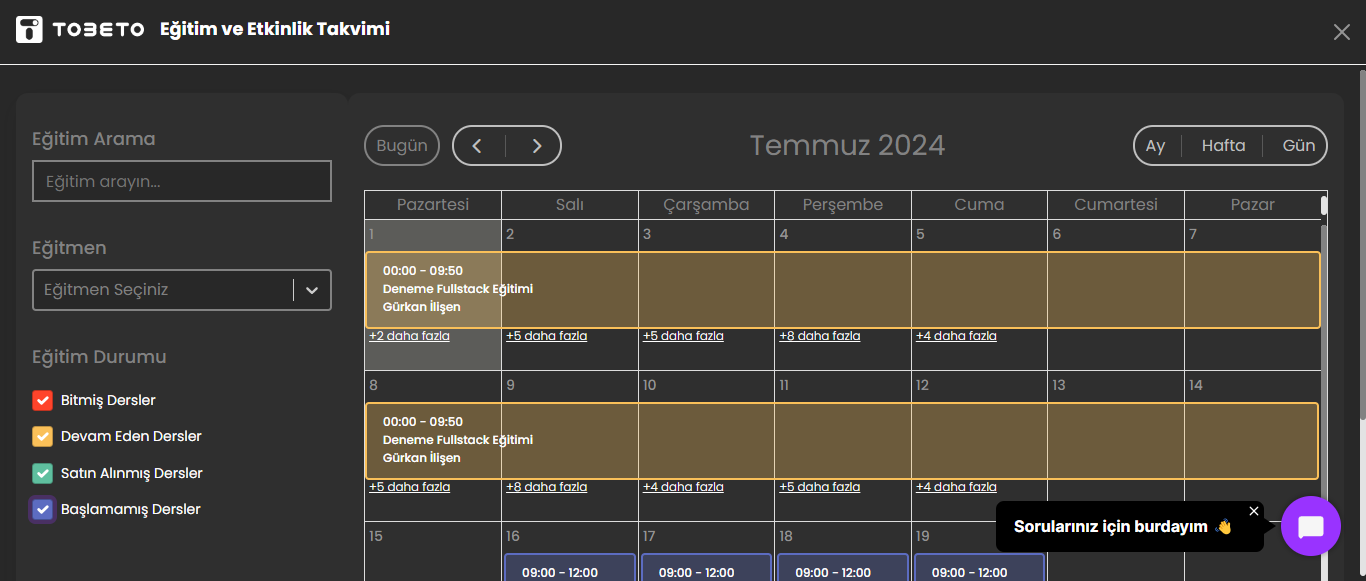 TOBETO Eğitim ve Etkinlik Takvimi
Eğitim Arama
Eğitim arayın...
Eğitmen
Eğitmen Seçiniz
Eğitim Durumu
Bitmiş Dersler
Devam Eden Dersler
Satın Alınmış Dersler
Başlamamış Dersler
Bugün
Temmuz 2024
Ay Hafta Gün
Pazartesi Salı Çarşamba Perşembe Cuma Cumartesi Pazar
1 2 3 4 5 6 7
00:00 - 09:50
Deneme Fullstack Eğitimi
Gürkan İlişen
+2 daha fazla +5 daha fazla +5 daha fazla +8 daha fazla +4 daha fazla
8 9 10 11 12 13 14
00:00 - 09:50
Deneme Fullstack Eğitimi
Gürkan İlişen
+5 daha fazla +8 daha fazla +4 daha fazla +5 daha fazla +4 daha fazla
15 16 17 18 19
09:00 - 12:00 09:00 - 12:00 09:00 - 12:00 09:00 - 12:00
Sorularınız için burdayım 👋